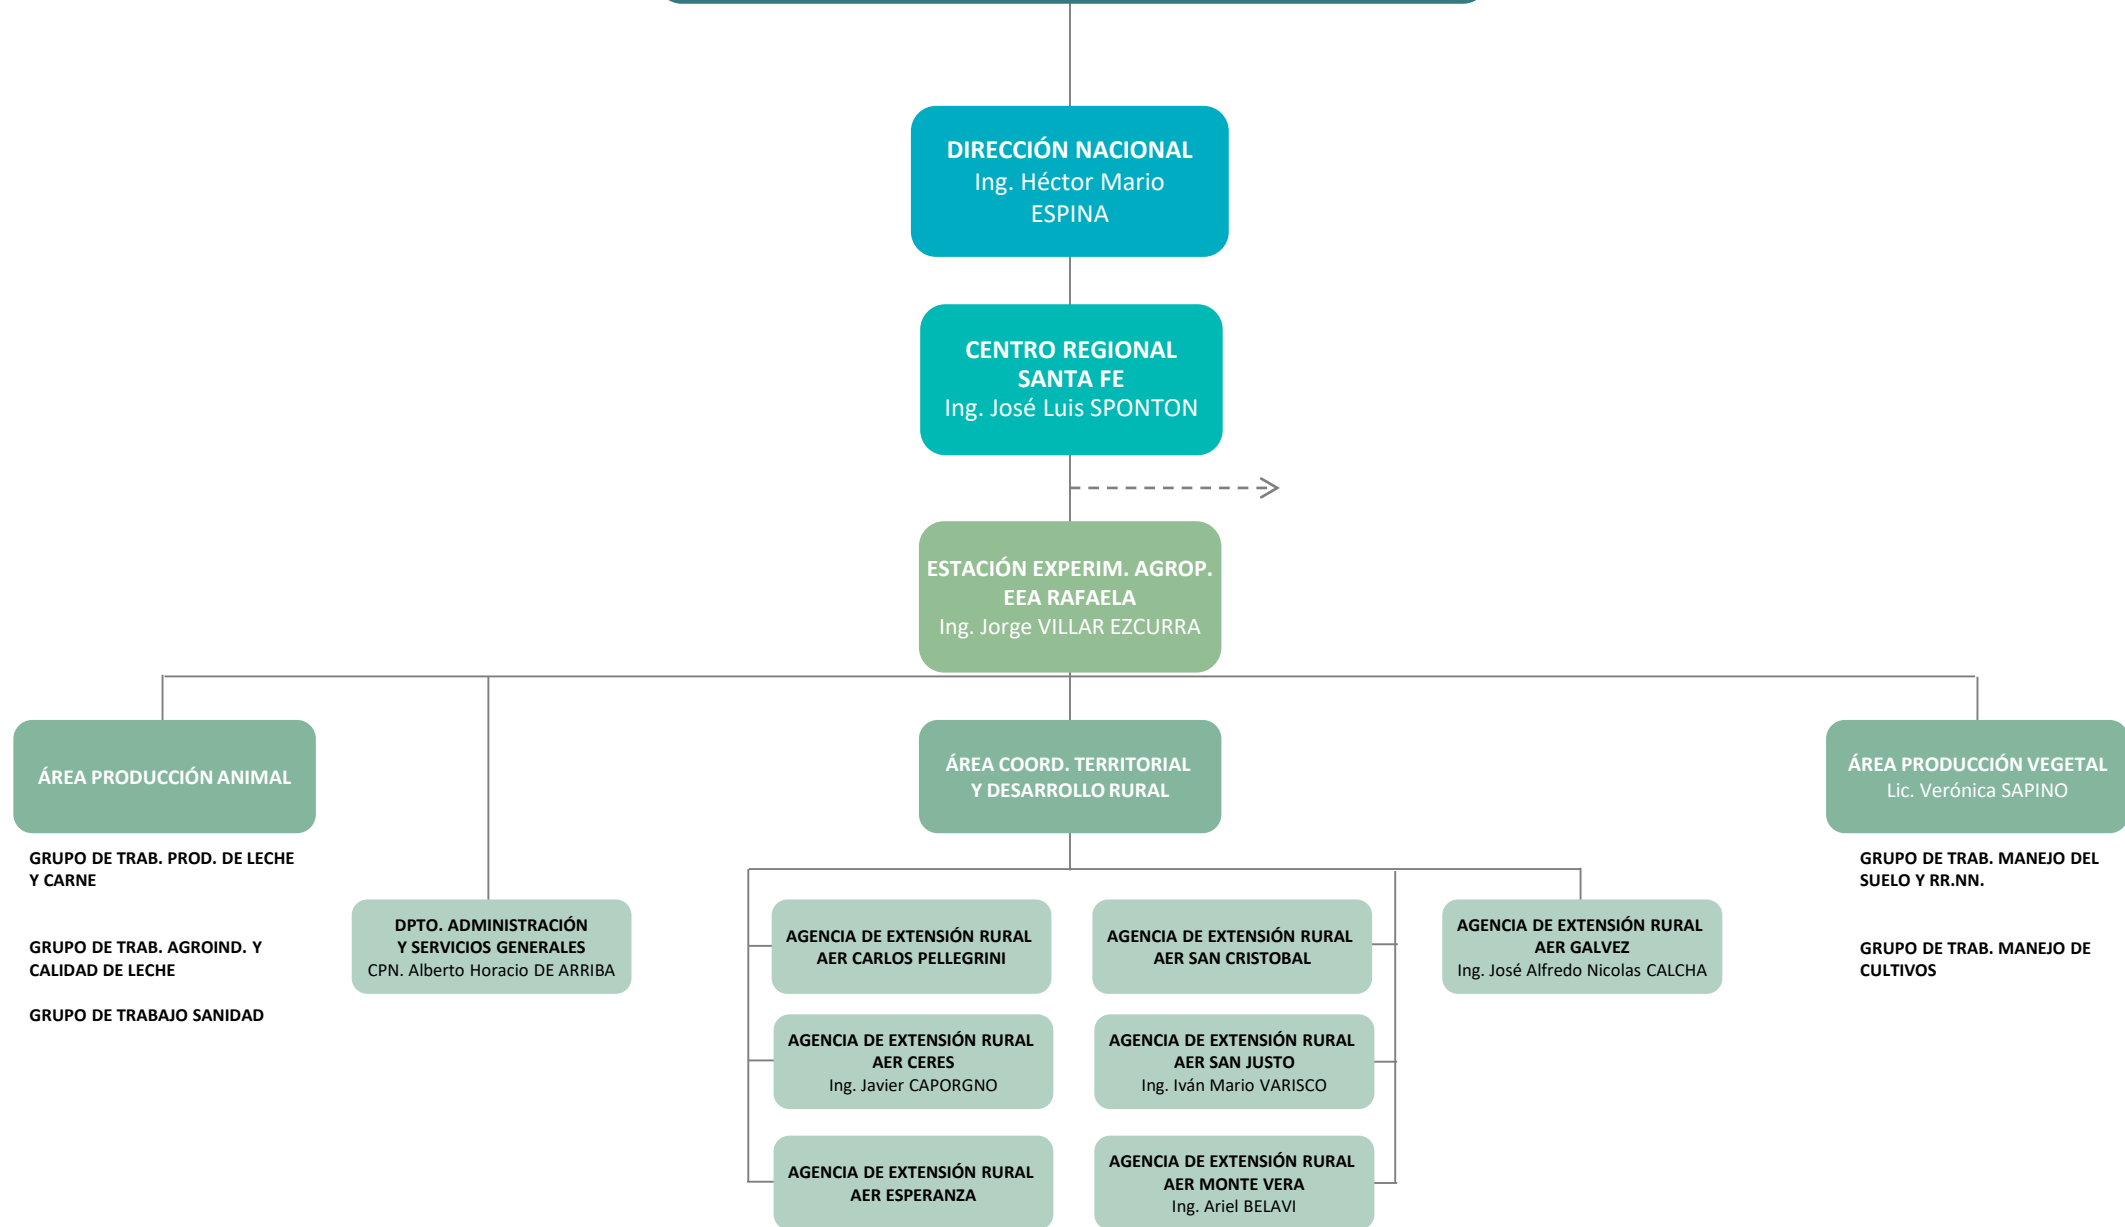 DIRECCIÓN NACIONAL
Ing. Héctor Mario
ESPINA
CENTRO REGIONAL
SANTA FE
Ing. José Luis SPONTON
ESTACIÓN EXPERIM. AGROP.
EEA RAFAELA
Ing. Jorge VILLAR EZCURRA
ÁREA PRODUCCIÓN ANIMAL
GRUPO DE TRAB. PROD. DE LECHE
Y CARNE
GRUPO DE TRAB. AGROIND. Y
CALIDAD DE LECHE
GRUPO DE TRABAJO SANIDAD
DPTO. ADMINISTRACIÓN
Y SERVICIOS GENERALES
CPN. Alberto Horacio DE ARRIBA
ÁREA COORD. TERRITORIAL
Y DESARROLLO RURAL
AGENCIA DE EXTENSIÓN RURAL
AER CARLOS PELLEGRINI
AGENCIA DE EXTENSIÓN RURAL
AER CERES
Ing. Javier CAPORGNO
AGENCIA DE EXTENSIÓN RURAL
AER ESPERANZA
AGENCIA DE EXTENSIÓN RURAL
AER SAN CRISTOBAL
AGENCIA DE EXTENSIÓN RURAL
AER SAN JUSTO
Ing. Iván Mario VARISCO
AGENCIA DE EXTENSIÓN RURAL
AER MONTE VERA
Ing. Ariel BELAVI
AGENCIA DE EXTENSIÓN RURAL
AER GALVEZ
Ing. José Alfredo Nicolas CALCHA
ÁREA PRODUCCIÓN VEGETAL
Lic. Verónica SAPINO
GRUPO DE TRAB. MANEJO DEL
SUELO Y RR.NN.
GRUPO DE TRAB. MANEJO DE
CULTIVOS